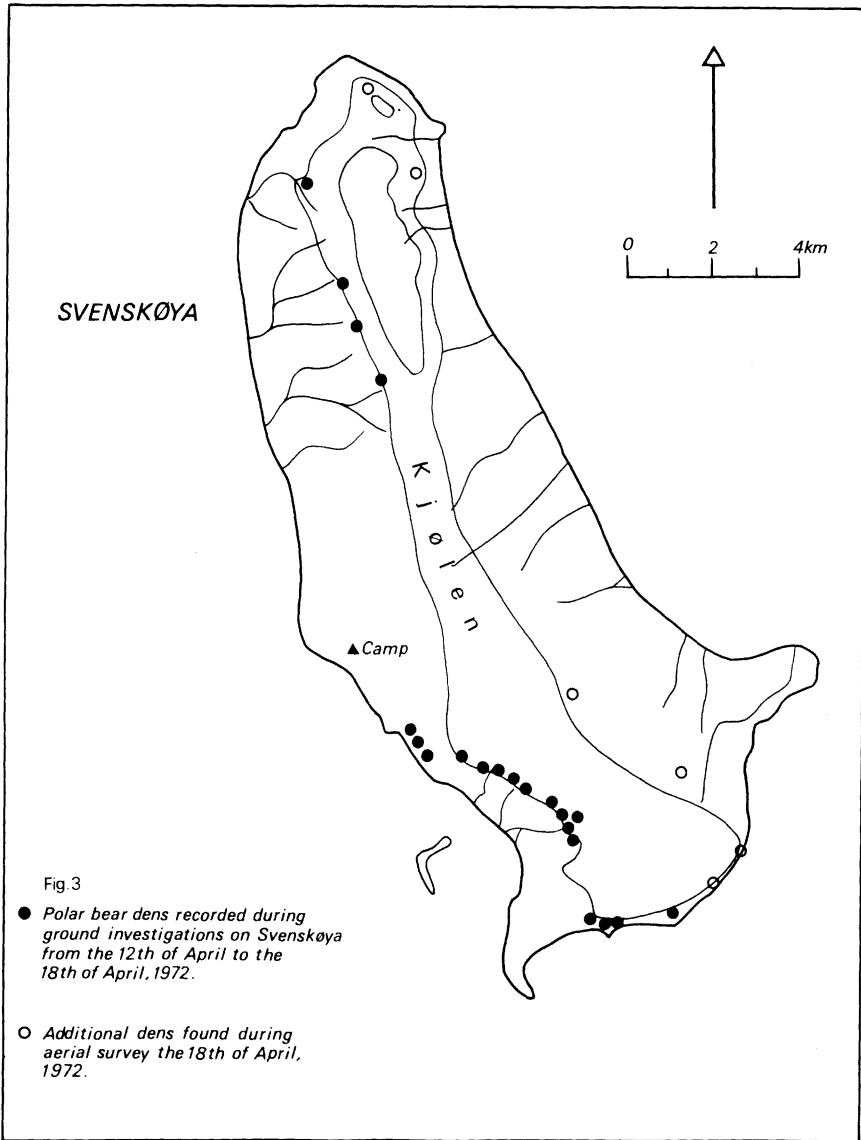 0 2 4km
SVENSKØYA
Kjølen
Camp
Fig.3
Polar bear dens recorded during
ground investigations on Svenskøya
from the 12th of April to the
18th of April, 1972.
Additional dens found during
aerial survey the 18th of April,
1972.